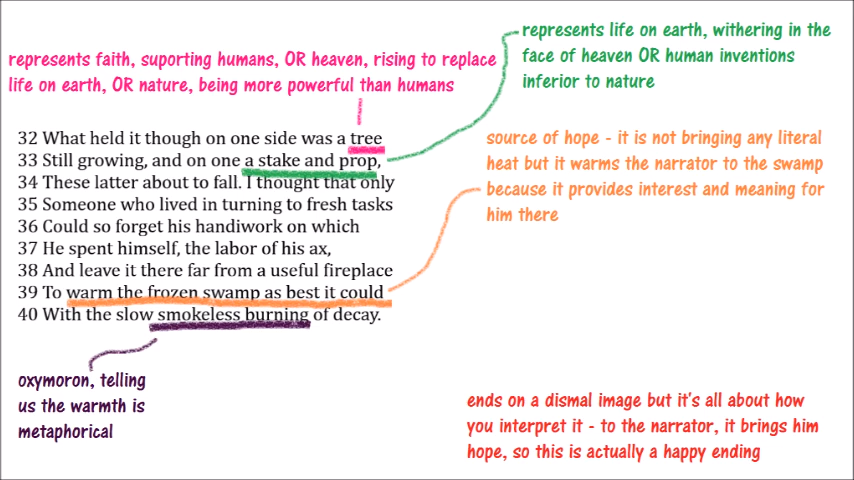 represents faith, suporting humans, OR heaven, rising to replace
life on earth, OR nature, being more powerful than humans
represents life on earth, withering in the
face of heaven OR human inventions
inferior to nature
32 What held it though on one side was a tree
33 Still growing, and on one a stake and prop,
34 These latter about to fall. I thought that only
35 Someone who lived in turning to fresh tasks
36 Could so forget his handiwork on which
37 He spent himself, the labor of his ax,
38 And leave it there far from a useful fireplace
39 To warm the frozen swamp as best it could
40 With the slow smokeless burning of decay.
source of hope - it is not bringing any literal
heat but it warms the narrator to the swamp
because it provides interest and meaning for
him there
oxymoron, telling
us the warmth is
metaphorical
ends on a dismal image but it's all about how
you interpret it - to the narrator, it brings him
hope, so this is actually a happy ending